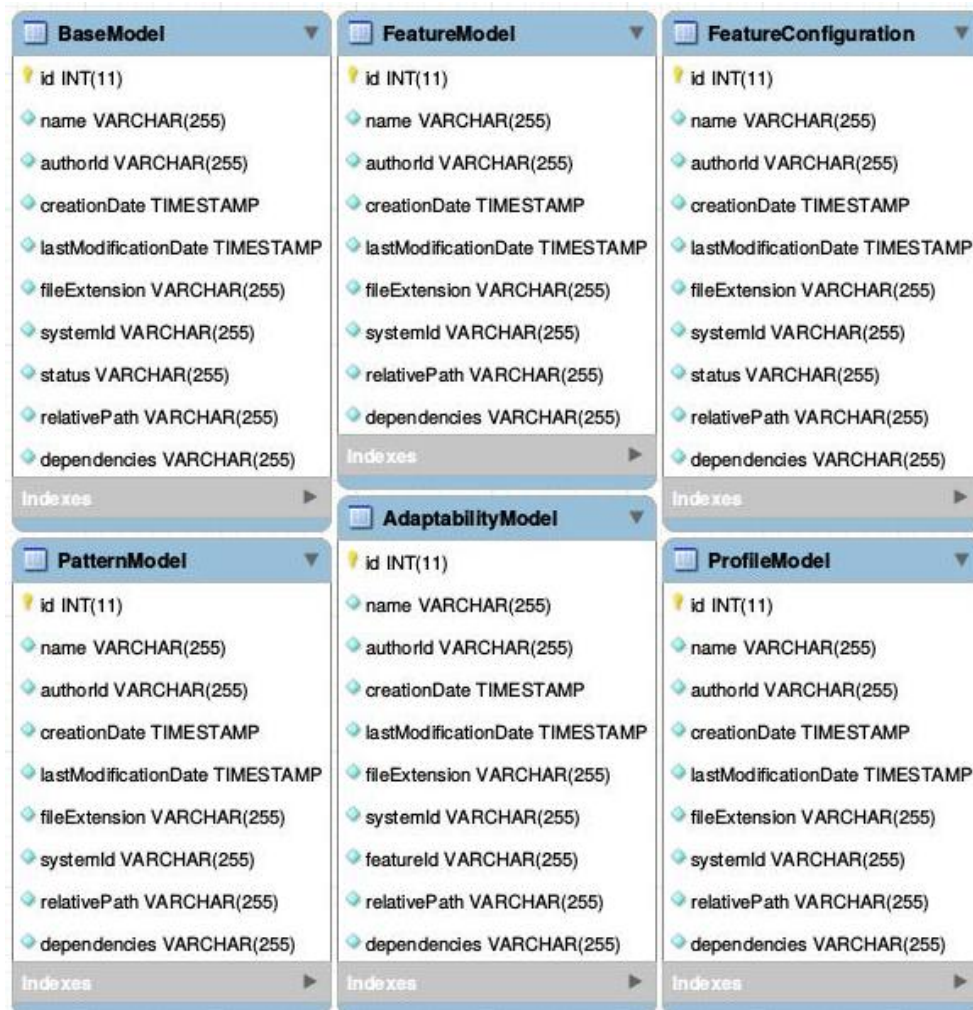 BaseModel
id INT(11)
name VARCHAR(255)
authorId VARCHAR(255)
creationDate TIMESTAMP
lastModificationDate TIMESTAMP
fileExtension VARCHAR(255)
systemId VARCHAR(255)
status VARCHAR(255)
relativePath VARCHAR(255)
dependencies VARCHAR(255)
Indexes
FeatureModel
id INT(11)
name VARCHAR(255)
authorId VARCHAR(255)
creationDate TIMESTAMP
lastModificationDate TIMESTAMP
fileExtension VARCHAR(255)
systemId VARCHAR(255)
relativePath VARCHAR(255)
dependencies VARCHAR(255)
Indexes
FeatureConfiguration
id INT(11)
name VARCHAR(255)
authorId VARCHAR(255)
creationDate TIMESTAMP
lastModificationDate TIMESTAMP
fileExtension VARCHAR(255)
systemId VARCHAR(255)
status VARCHAR(255)
relativePath VARCHAR(255)
dependencies VARCHAR(255)
Indexes
PatternModel
id INT(11)
name VARCHAR(255)
authorId VARCHAR(255)
creationDate TIMESTAMP
lastModificationDate TIMESTAMP
fileExtension VARCHAR(255)
systemId VARCHAR(255)
relativePath VARCHAR(255)
dependencies VARCHAR(255)
Indexes
AdaptabilityModel
id INT(11)
name VARCHAR(255)
authorId VARCHAR(255)
creationDate TIMESTAMP
lastModificationDate TIMESTAMP
fileExtension VARCHAR(255)
systemId VARCHAR(255)
featureId VARCHAR(255)
relativePath VARCHAR(255)
dependencies VARCHAR(255)
Indexes
ProfileModel
id INT(11)
name VARCHAR(255)
authorId VARCHAR(255)
creationDate TIMESTAMP
lastModificationDate TIMESTAMP
fileExtension VARCHAR(255)
systemId VARCHAR(255)
relativePath VARCHAR(255)
dependencies VARCHAR(255)
Indexes